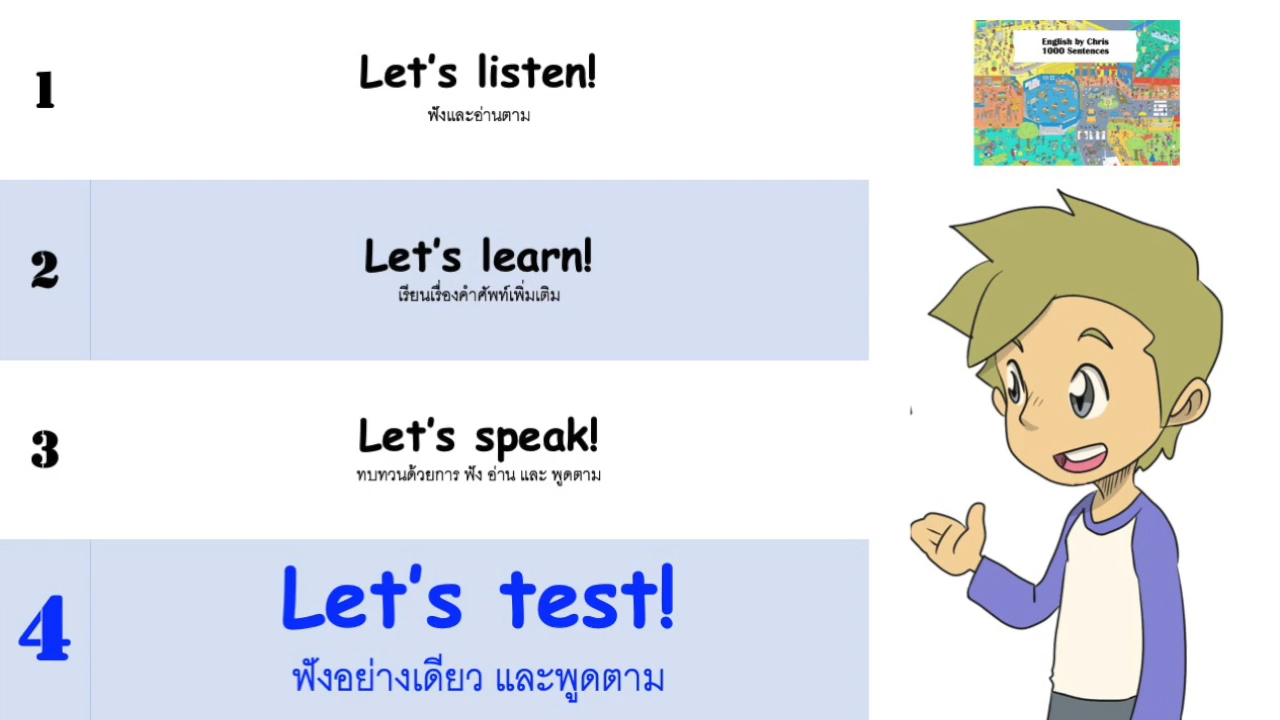 1
Let's listen!
ฟังและอ่านตาม
2
Let's learn!
เรียนเรื่องคำศัพท์เพิ่มเติม
3
Let's speak!
ทบทวนด้วยการ ฟัง อ่าน และ พูดตาม
4
Let's test!
ฟังอย่างเดียว และพูดตาม
English by Chris
1000 Sentences